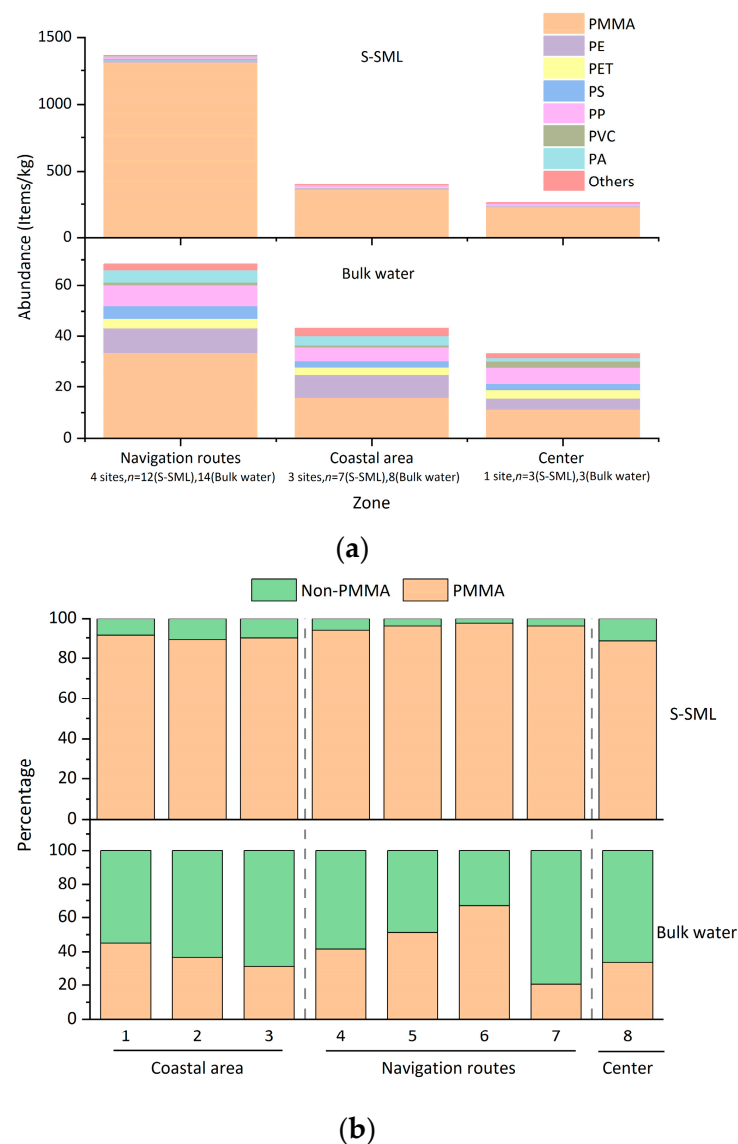 1500
1000
500
0
S-SML
PMMA
PE
PET
PS
PP
PVC
PA
Others
Abundance (Items/kg)
60
40
20
0
Bulk water
Navigation routes Coastal area Center
4 sites,n=12(S-SML),14(Bulk water) 3 sites,n=7(S-SML),8(Bulk water) 1 site,n=3(S-SML),3(Bulk water)
Zone
(a)
Non-PMMA PMMA
100
80
60
40
20
0
S-SML
Percentage
100
80
60
40
20
0
Bulk water
1 2 3 4 5 6 7 8
Coastal area Navigation routes Center
(b)